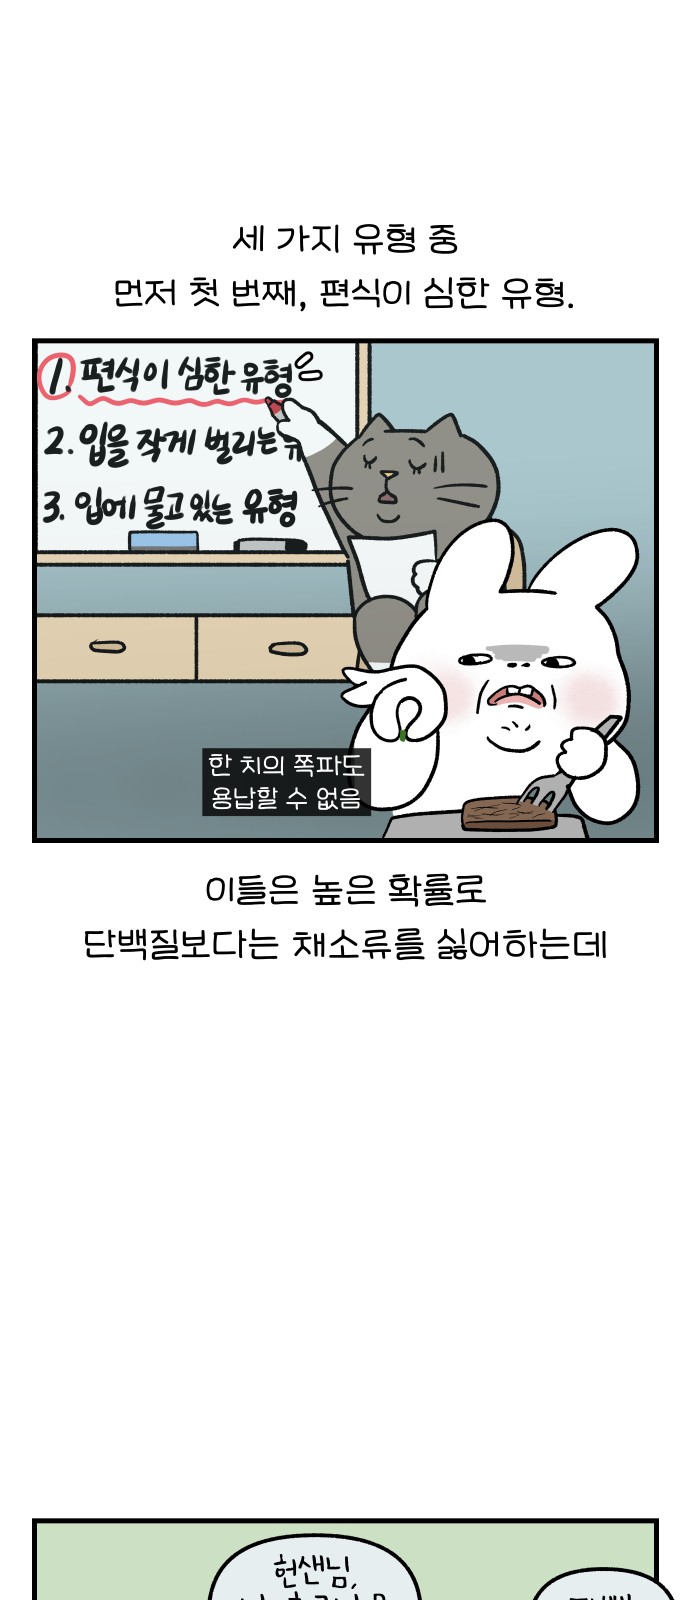 세 가지 유형 중
먼저 첫 번째, 편식이 심한 유형.
1. 편식이 심한 유형
2. 입을 작게 벌리는 유
3. 입에 물고 있는 유형
한 치의 쪽파도
용납할 수 없음
이들은 높은 확률로
단백질보다는 채소류를 싫어하는데
현샌님,